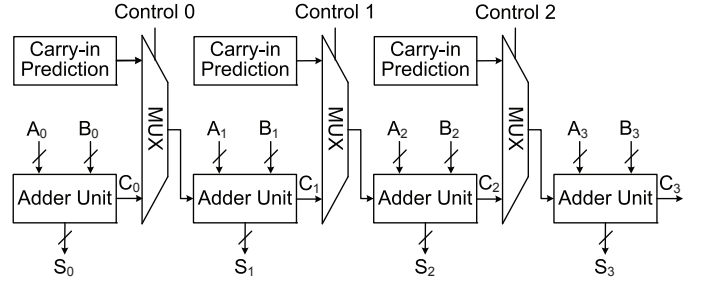 Control 0 Control 1 Control 2
Carry-in Prediction
Carry-in Prediction
Carry-in Prediction
MUX MUX MUX
A0 B0 A1 B1 A2 B2 A3 B3
Adder Unit C0 Adder Unit C1 Adder Unit C2 Adder Unit C3
S0 S1 S2 S3